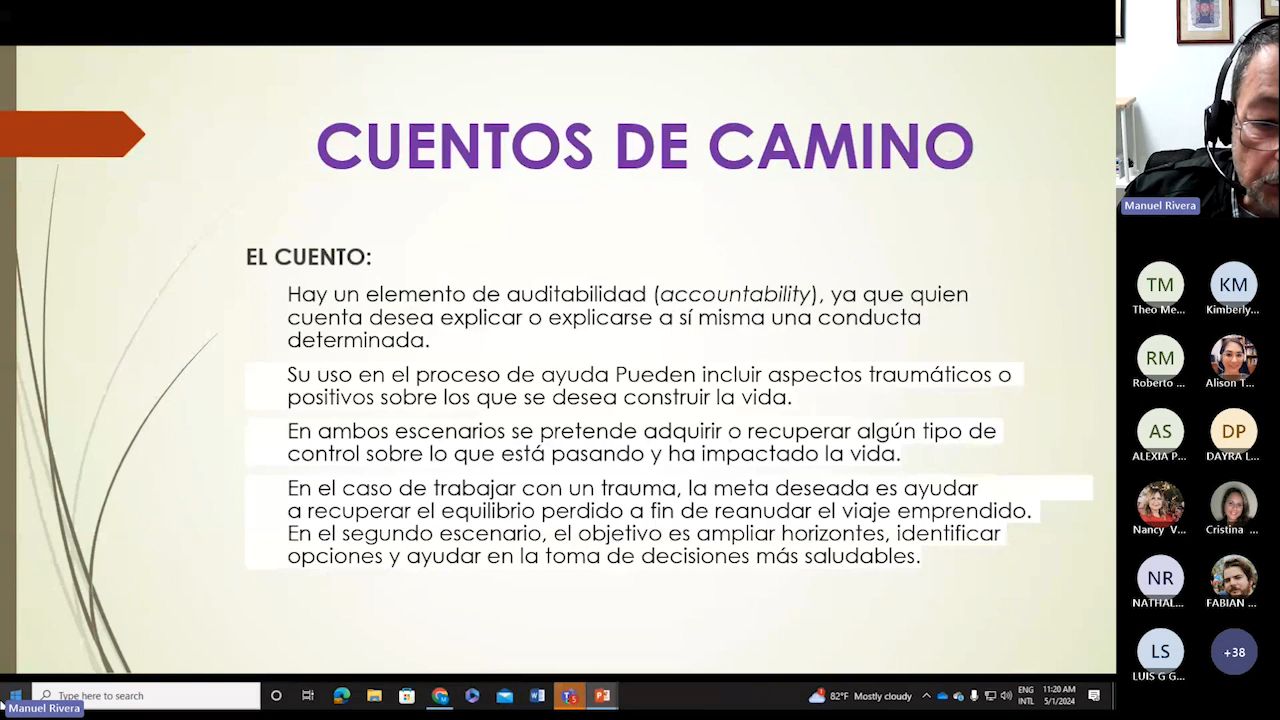 CUENTOS DE CAMINO
EL CUENTO:
Hay un elemento de auditabilidad (accountability), ya que quien
cuenta desea explicar o explicarse a sí misma una conducta
determinada.
Su uso en el proceso de ayuda Pueden incluir aspectos traumáticos o
positivos sobre los que se desea construir la vida.
En ambos escenarios se pretende adquirir o recuperar algún tipo de
control sobre lo que está pasando y ha impactado la vida.
En el caso de trabajar con un trauma, la meta deseada es ayudar
a recuperar el equilibrio perdido a fin de reanudar el viaje emprendido.
En el segundo escenario, el objetivo es ampliar horizontes, identificar
opciones y ayudar en la toma de decisiones más saludables.
Manuel Rivera
TM
KM
Theo Me...
Kimberly...
RM
Roberto ...
Alison T...
AS
DP
ALEXIA P...
DAYRA L...
Nancy V...
Cristina ...
NR
NATHAL...
FABIAN ...
LS
+38
LUIS G G...
Type here to search
82°F Mostly cloudy
ENG
INTL
11:20 AM
5/1/2024
Manuel Rivera